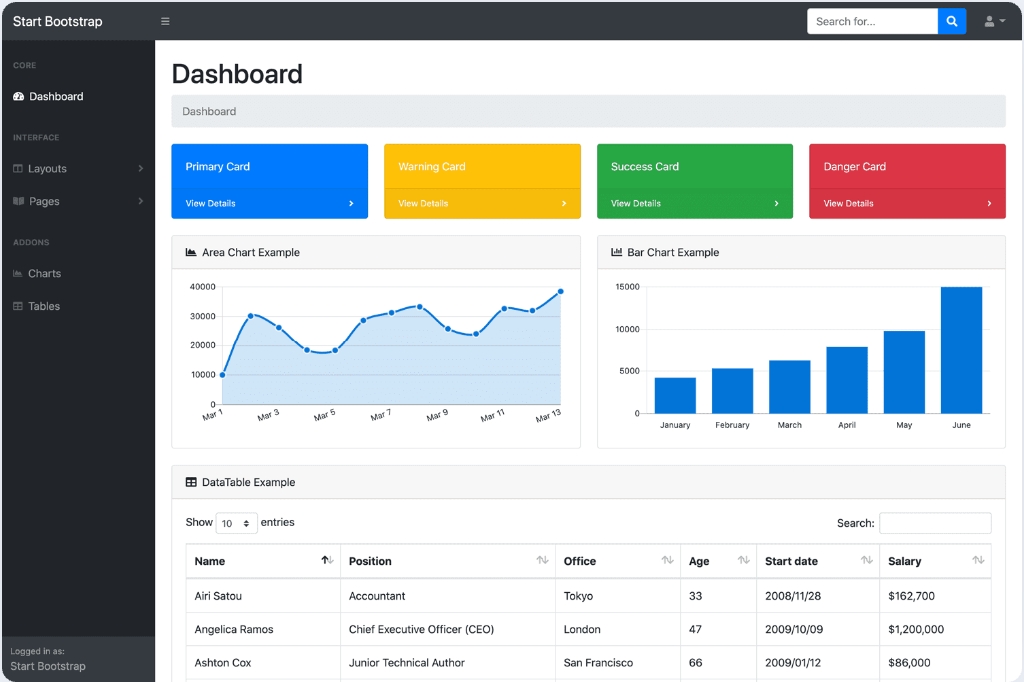 Start Bootstrap
Search for...
CORE
Dashboard
INTERFACE
Layouts
Pages
ADDONS
Charts
Tables
Logged in as:
Start Bootstrap
Dashboard
Dashboard
Primary Card
View Details
Warning Card
View Details
Success Card
View Details
Danger Card
View Details
Area Chart Example
40000
30000
20000
10000
0
Mar 1 Mar 3 Mar 5 Mar 7 Mar 9 Mar 11 Mar 13
Bar Chart Example
15000
10000
5000
0
January February March April May June
DataTable Example
Show 10 entries Search:
Name Position Office Age Start date Salary
Airi Satou Accountant Tokyo 33 2008/11/28 $162,700
Angelica Ramos Chief Executive Officer (CEO) London 47 2009/10/09 $1,200,000
Ashton Cox Junior Technical Author San Francisco 66 2009/01/12 $86,000